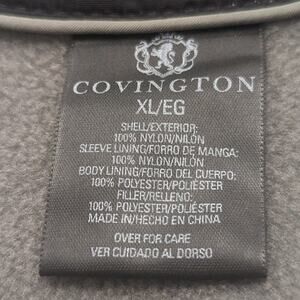 COVINGTON
XL/EG
SHELL/EXTERIOR:
100% NYLON/NILÓN
SLEEVE LINING/FORRO DE MANGA:
100% NYLON/NILÓN
BODY LINING/FORRO DEL CUERPO:
100% POLYESTER/POLIÉSTER
FILLER/RELLENO:
100% POLYESTER/POLIÉSTER
MADE IN/HECHO EN CHINA
OVER FOR CARE
VER CUIDADO AL DORSO